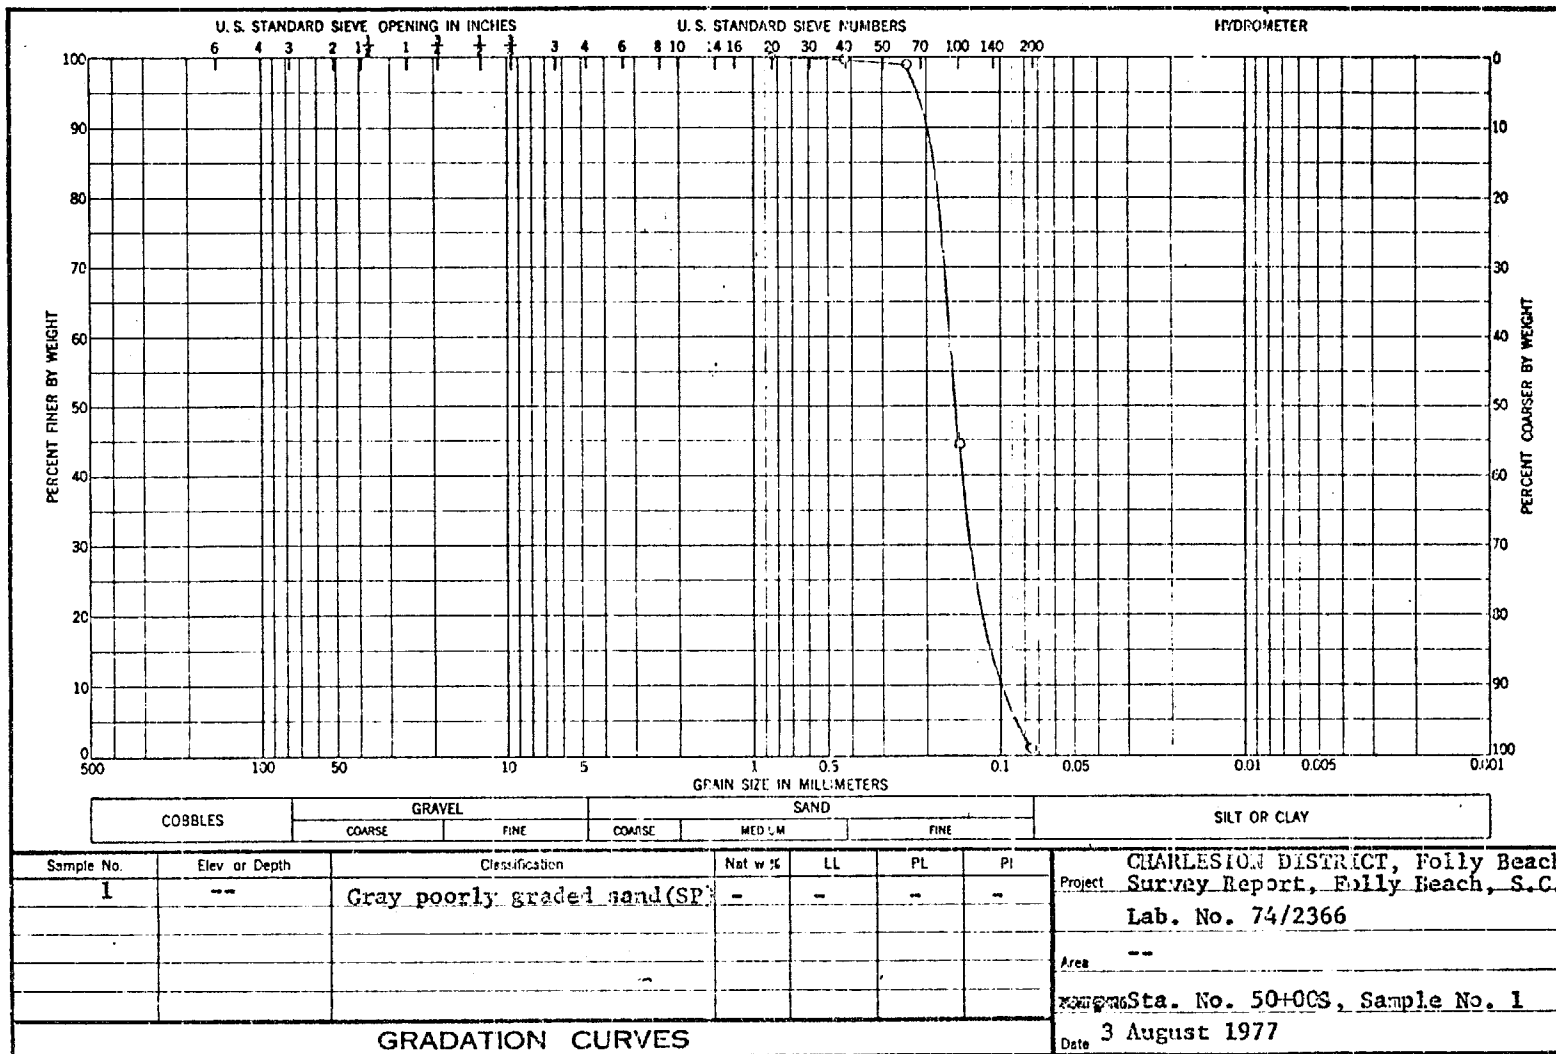 U. S. STANDARD SIEVE OPENING IN INCHES U. S. STANDARD SIEVE NUMBERS HYDROMETER
6 4 3 2 1½ 1 ¾ ½ ⅜ 3 4 6 8 10 14 16 20 30 40 50 70 100 140 200
100 0
90 10
80 20
70 30
60 40
50 50
40 60
30 70
20 80
10 90
0 100
500 100 50 10 5 1 0.5 0.1 0.05 0.01 0.005 0.001
PERCENT FINER BY WEIGHT
PERCENT COARSER BY WEIGHT
GRAIN SIZE IN MILLIMETERS
COBBLES GRAVEL SAND SILT OR CLAY
COARSE FINE COARSE MEDIUM FINE
Sample No. Elev or Depth Classification Nat w % LL PL PI
1 -- Gray poorly graded sand(SP) - - - -
Project CHARLESTON DISTRICT, Folly Beach
Survey Report, Folly Beach, S.C.
Lab. No. 74/2366
Area --
Sta. No. 50+00S, Sample No. 1
Date 3 August 1977
GRADATION CURVES